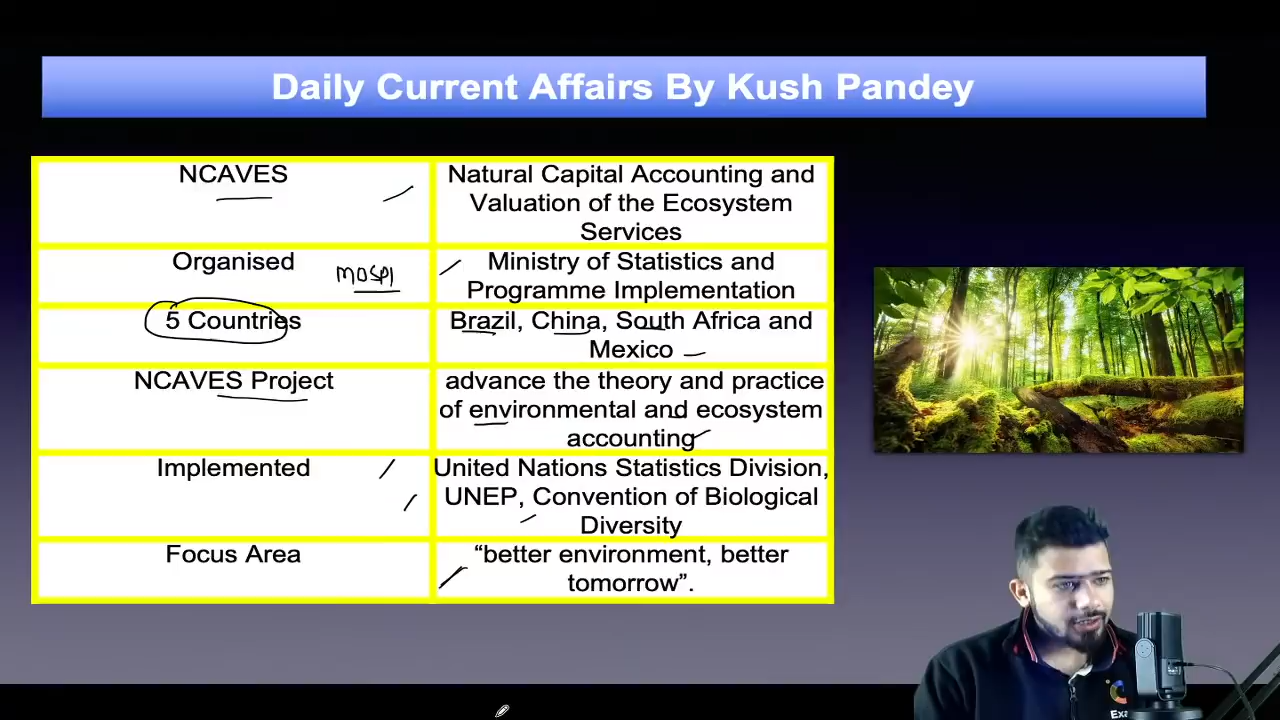 Daily Current Affairs By Kush Pandey
NCAVES
Natural Capital Accounting and
Valuation of the Ecosystem
Services
Organised
MOSPI
Ministry of Statistics and
Programme Implementation
5 Countries
Brazil, China, South Africa and
Mexico
NCAVES Project
advance the theory and practice
of environmental and ecosystem
accounting
Implemented
United Nations Statistics Division,
UNEP, Convention of Biological
Diversity
Focus Area
“better environment, better
tomorrow”.
Exa